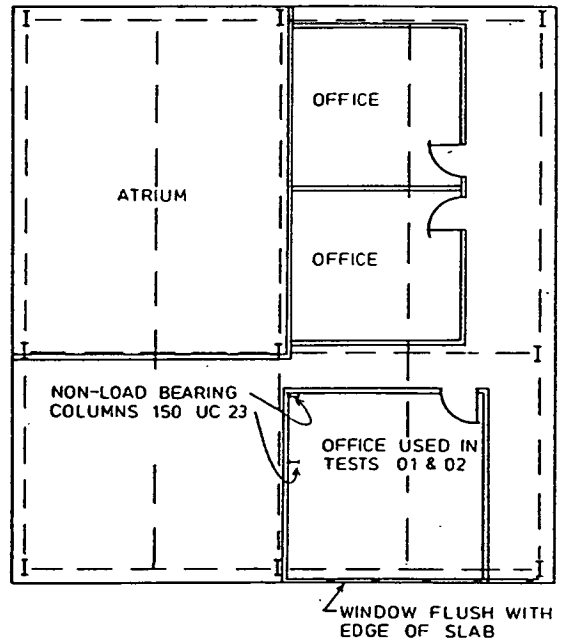 OFFICE
ATRIUM
OFFICE
NON-LOAD BEARING
COLUMNS 150 UC 23
OFFICE USED IN
TESTS 01 & 02
WINDOW FLUSH WITH
EDGE OF SLAB